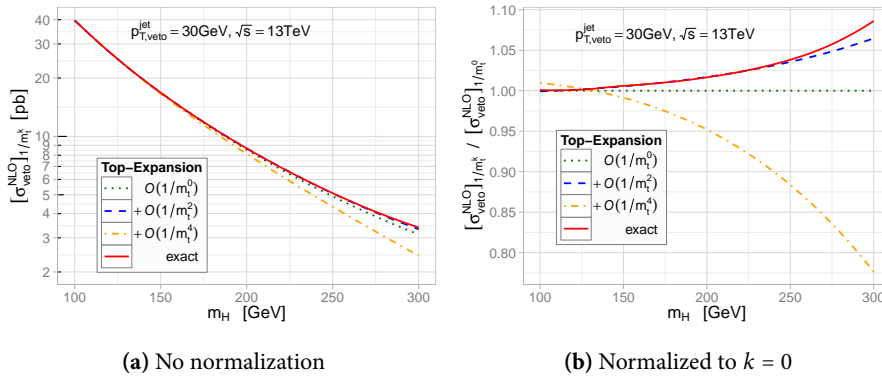 p_{T,veto}^{jet} = 30GeV, √s = 13TeV
[σ_{veto}^{NLO}]_{1/m_t^k} [pb]
40
30
10
9
8
7
6
5
4
3
2
Top−Expansion
O(1/m_t^0)
+ O(1/m_t^2)
+ O(1/m_t^4)
exact
100 150 200 250 300
m_H [GeV]
(a) No normalization
p_{T,veto}^{jet} = 30GeV, √s = 13TeV
[σ_{veto}^{NLO}]_{1/m_t^k} / [σ_{veto}^{NLO}]_{1/m_t^0}
1.10
1.05
1.00
0.95
0.90
0.85
0.80
Top−Expansion
O(1/m_t^0)
+ O(1/m_t^2)
+ O(1/m_t^4)
exact
100 150 200 250 300
m_H [GeV]
(b) Normalized to k = 0